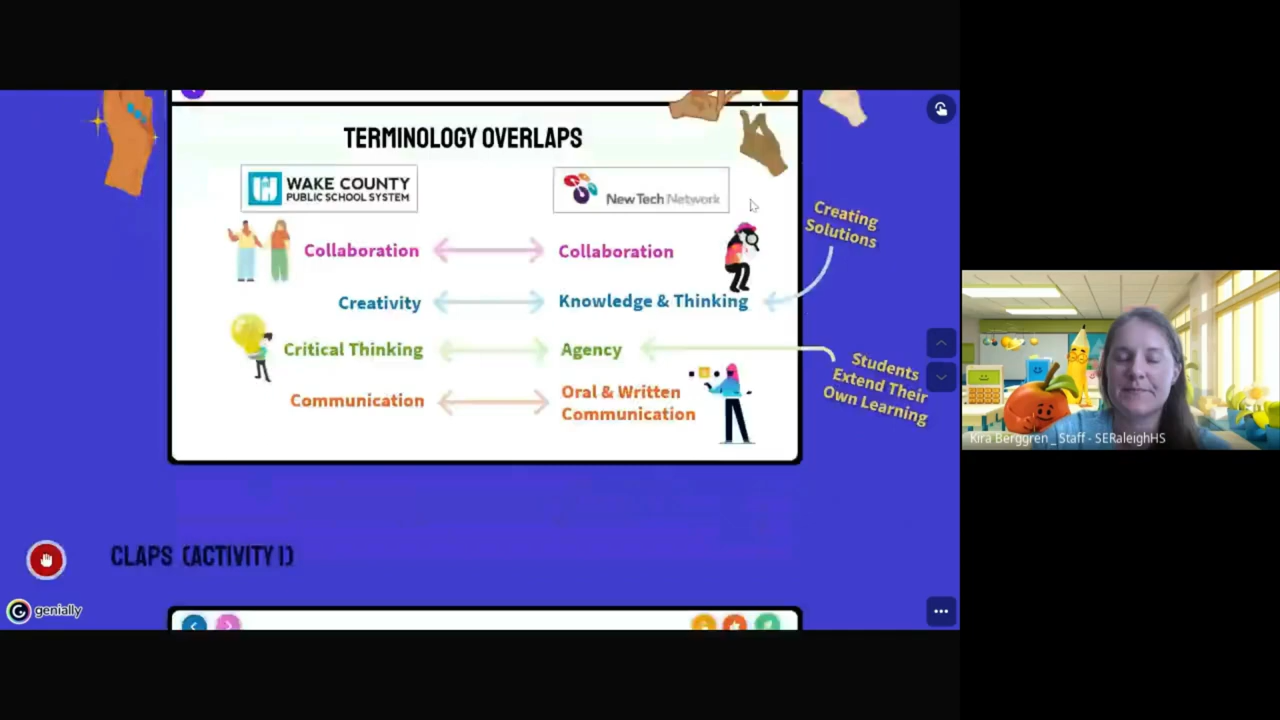 TERMINOLOGY OVERLAPS
WAKE COUNTY
PUBLIC SCHOOL SYSTEM
New Tech Network
Creating
Solutions
Collaboration
Collaboration
Creativity
Knowledge & Thinking
Critical Thinking
Agency
Students
Extend Their
Own Learning
Communication
Oral & Written
Communication
Kira Berggren _ Staff - SERaleighHS
CLAPS (ACTIVITY 1)
genially